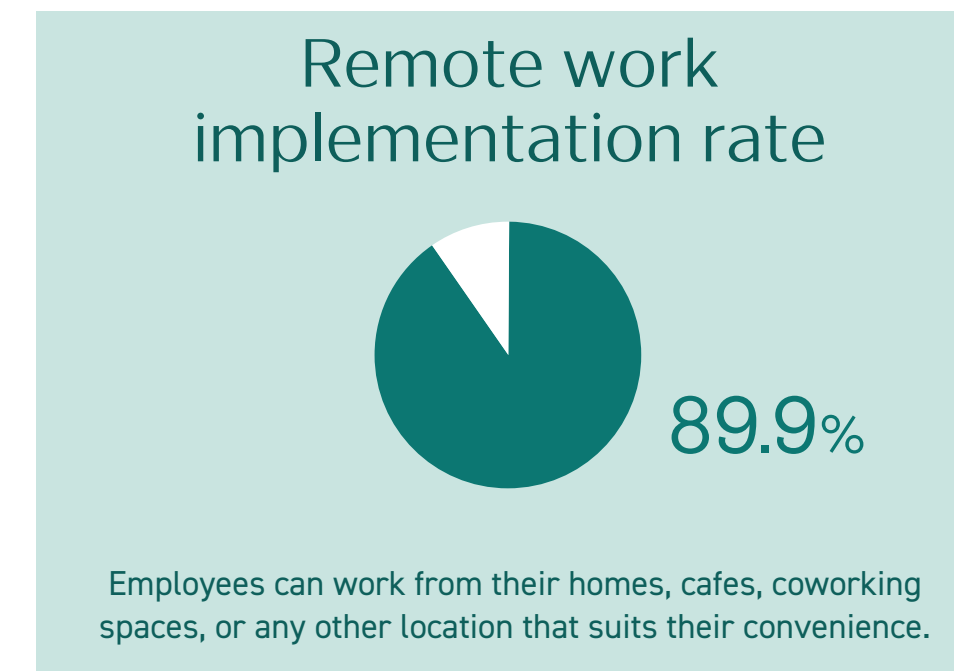 Remote work
implementation rate
89.9%
Employees can work from their homes, cafes, coworking
spaces, or any other location that suits their convenience.